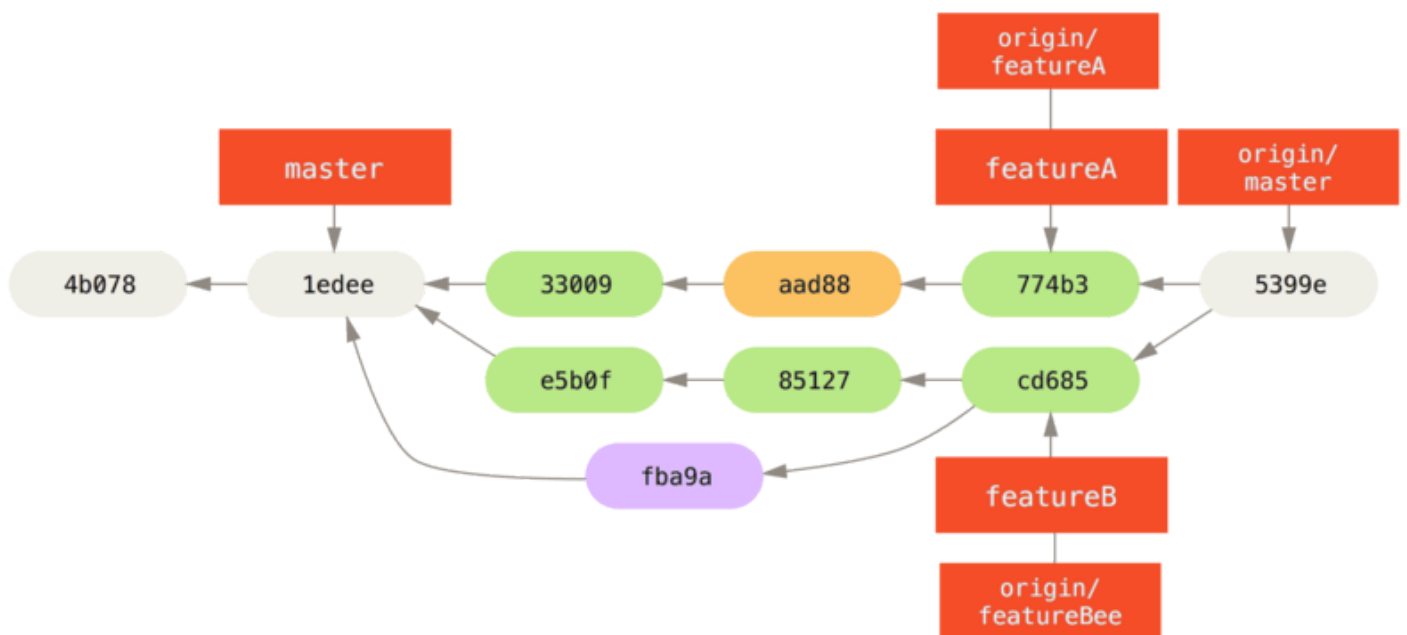 origin/
featureA
master
featureA
origin/
master
4b078
1edee
33009
aad88
774b3
5399e
e5b0f
85127
cd685
fba9a
featureB
origin/
featureBee